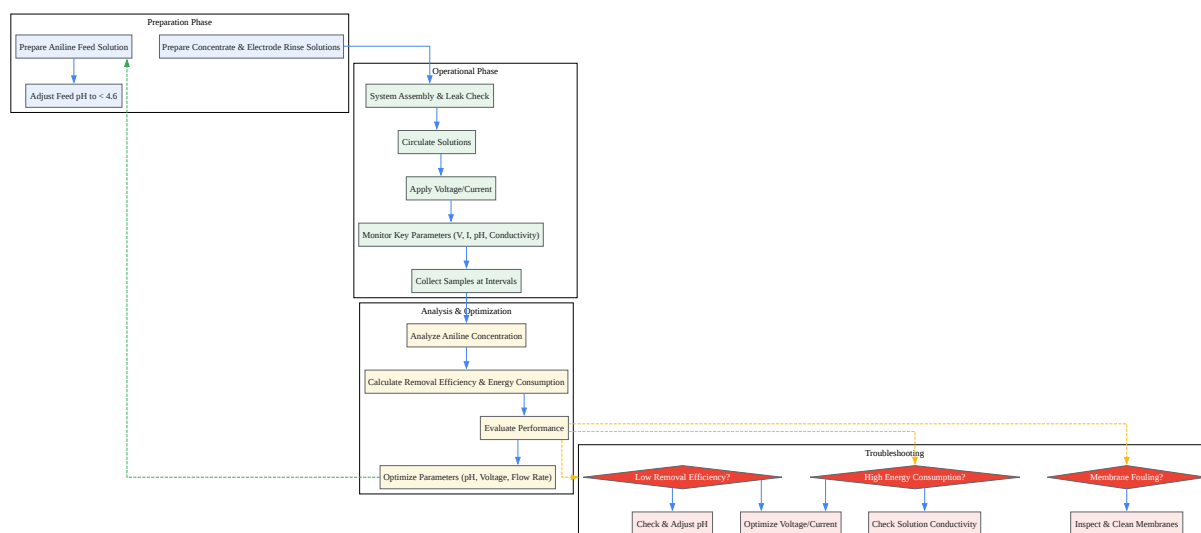 Preparation Phase
Prepare Aniline Feed Solution
Prepare Concentrate & Electrode Rinse Solutions
Adjust Feed pH to < 4.6
Operational Phase
System Assembly & Leak Check
Circulate Solutions
Apply Voltage/Current
Monitor Key Parameters (V, I, pH, Conductivity)
Collect Samples at Intervals
Analysis & Optimization
Analyze Aniline Concentration
Calculate Removal Efficiency & Energy Consumption
Evaluate Performance
Optimize Parameters (pH, Voltage, Flow Rate)
Troubleshooting
Low Removal Efficiency?
High Energy Consumption?
Membrane Fouling?
Check & Adjust pH
Optimize Voltage/Current
Check Solution Conductivity
Inspect & Clean Membranes